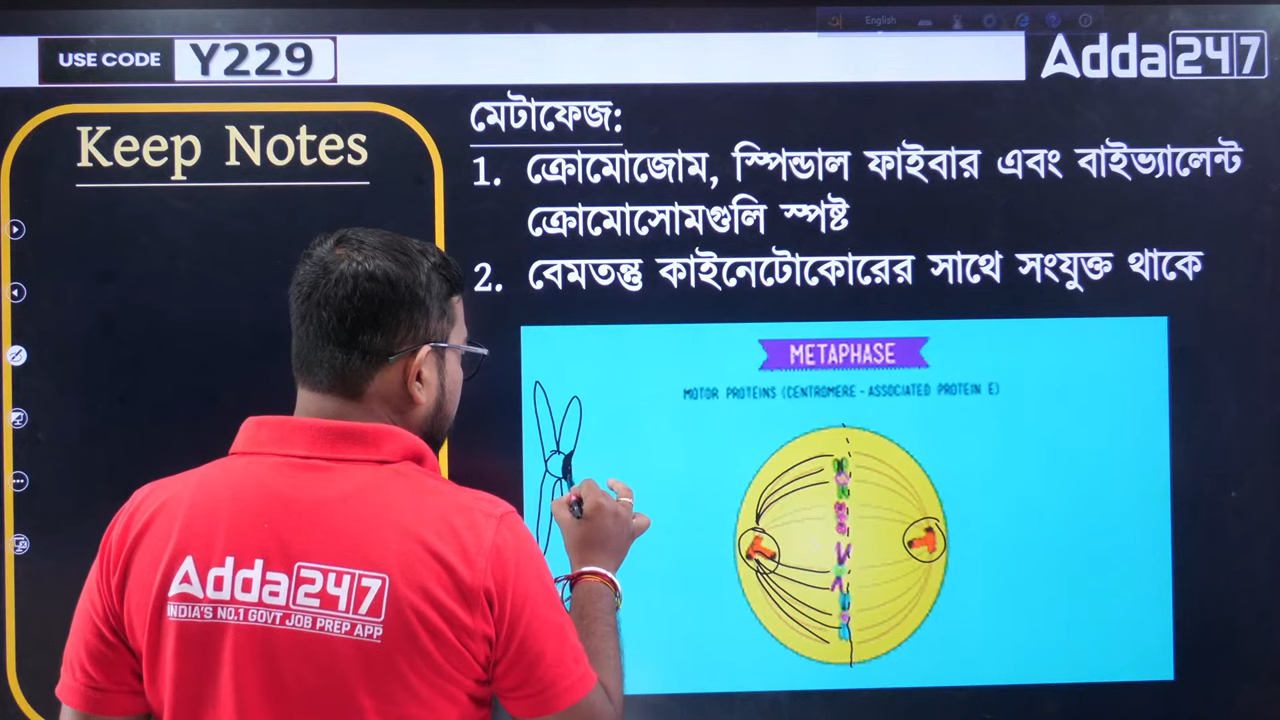 English
USE CODE Y229
Adda247
Keep Notes
মেটাফেজ:
1. ক্রোমোজোম, স্পিন্ডাল ফাইবার এবং বাইভ্যালেন্ট
ক্রোমোসোমগুলি স্পষ্ট
2. বেমতন্তু কাইনেটোকোরের সাথে সংযুক্ত থাকে
METAPHASE
MOTOR PROTEINS (CENTROMERE - ASSOCIATED PROTEIN E)
Adda247
INDIA'S NO.1 GOVT JOB PREP APP